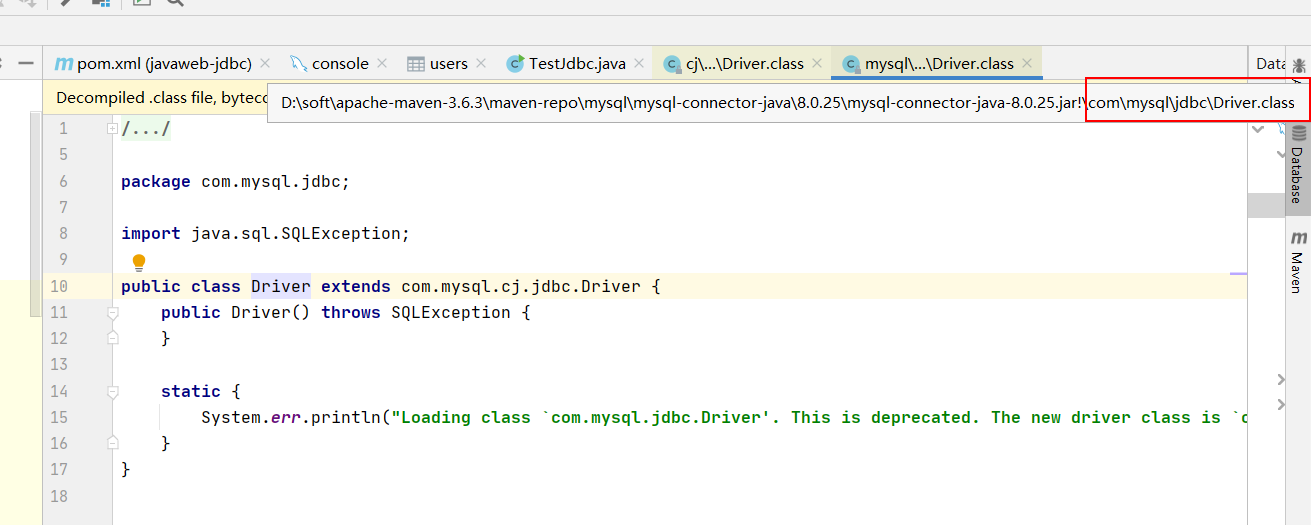 pom.xml (javaweb-jdbc) console users TestJdbc.java cj\...\Driver.class mysql\...\Driver.class Data
Decompiled .class file, byteco
D:\soft\apache-maven-3.6.3\maven-repo\mysql\mysql-connector-java\8.0.25\mysql-connector-java-8.0.25.jar!\com\mysql\jdbc\Driver.class
1 /.../
5
6 package com.mysql.jdbc;
7
8 import java.sql.SQLException;
9
10 public class Driver extends com.mysql.cj.jdbc.Driver {
11 public Driver() throws SQLException {
12 }
13
14 static {
15 System.err.println("Loading class `com.mysql.jdbc.Driver'. This is deprecated. The new driver class is `c
16 }
17 }
18
Database
Maven